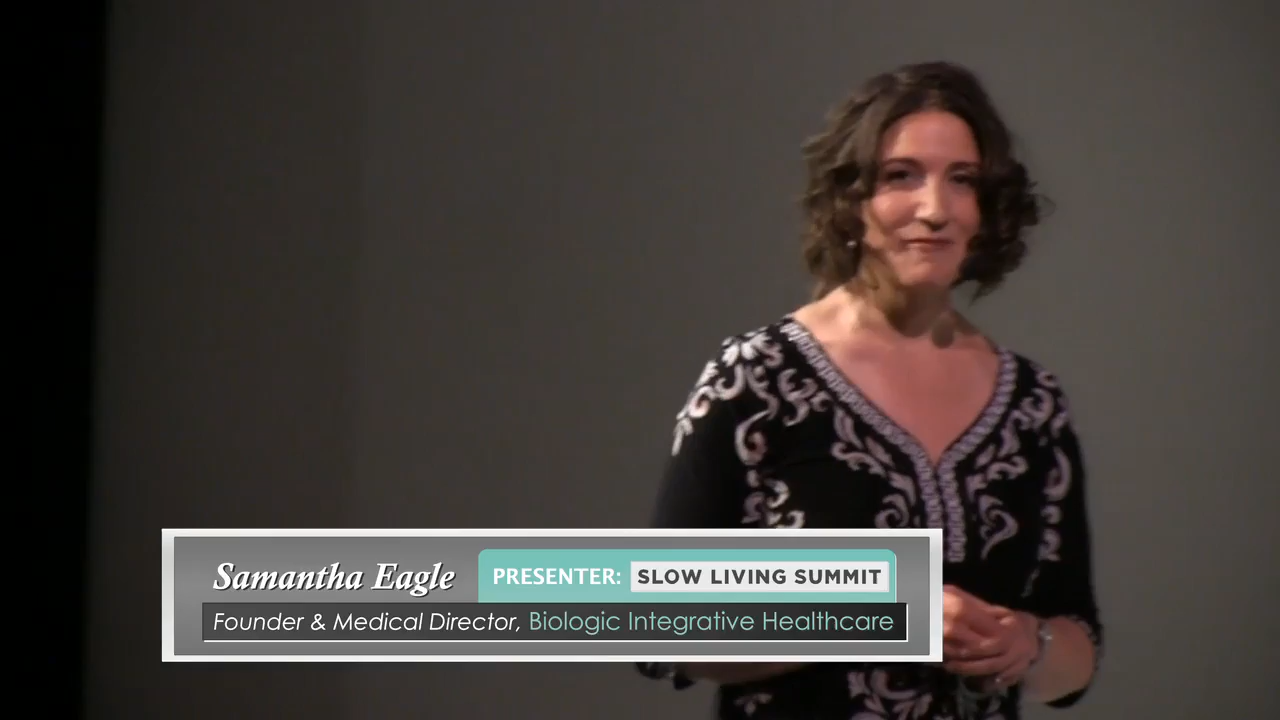 Samantha Eagle PRESENTER: SLOW LIVING SUMMIT
Founder & Medical Director, Biologic Integrative Healthcare